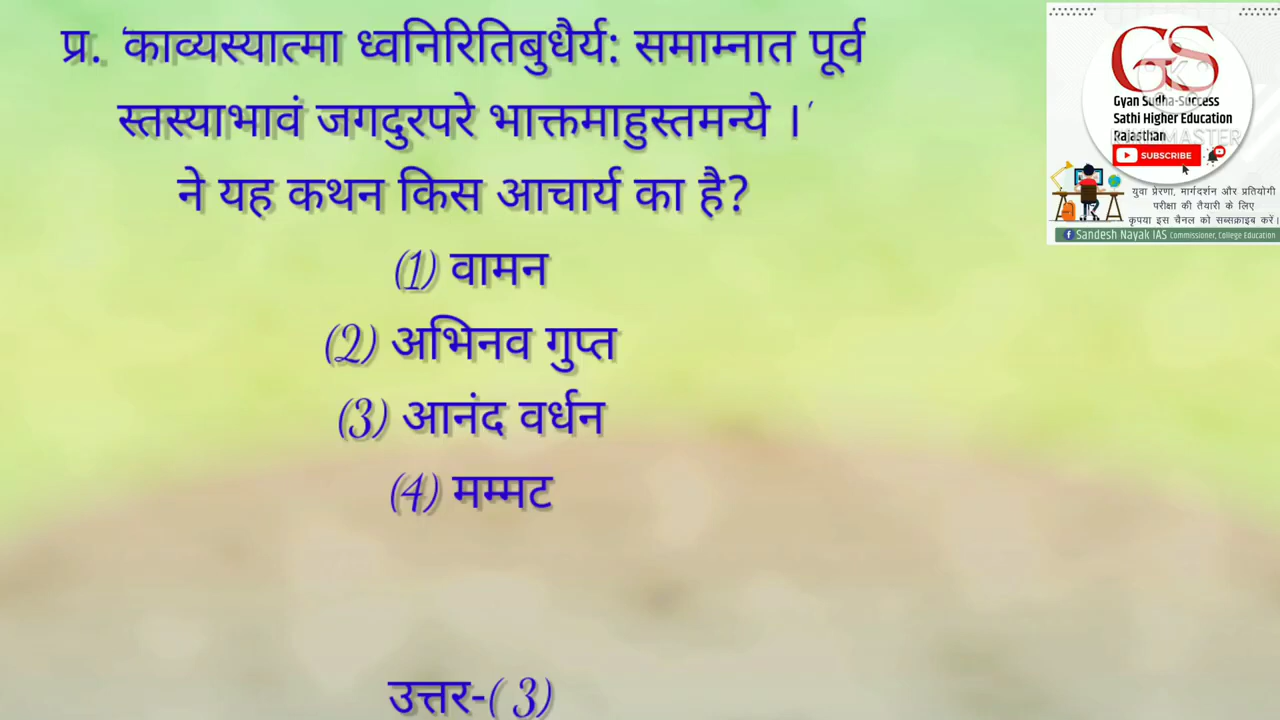 प्र. 'काव्यस्यात्मा ध्वनिरितिबुधैर्य: समाम्नात पूर्व
स्तस्याभावं जगदुरपरे भाक्तमाहुस्तमन्ये ।'
ने यह कथन किस आचार्य का है?
(1) वामन
(2) अभिनव गुप्त
(3) आनंद वर्धन
(4) मम्मट
उत्तर-( 3)
GS
Gyan Sudha-Success
Sathi Higher Education
Rajasthan
SUBSCRIBE
युवा प्रेरणा, मार्गदर्शन और प्रतियोगी
परीक्षा की तैयारी के लिए
कृपया इस चैनल को सब्सक्राइब करें।
Sandesh Nayak IAS Commissioner, College Education